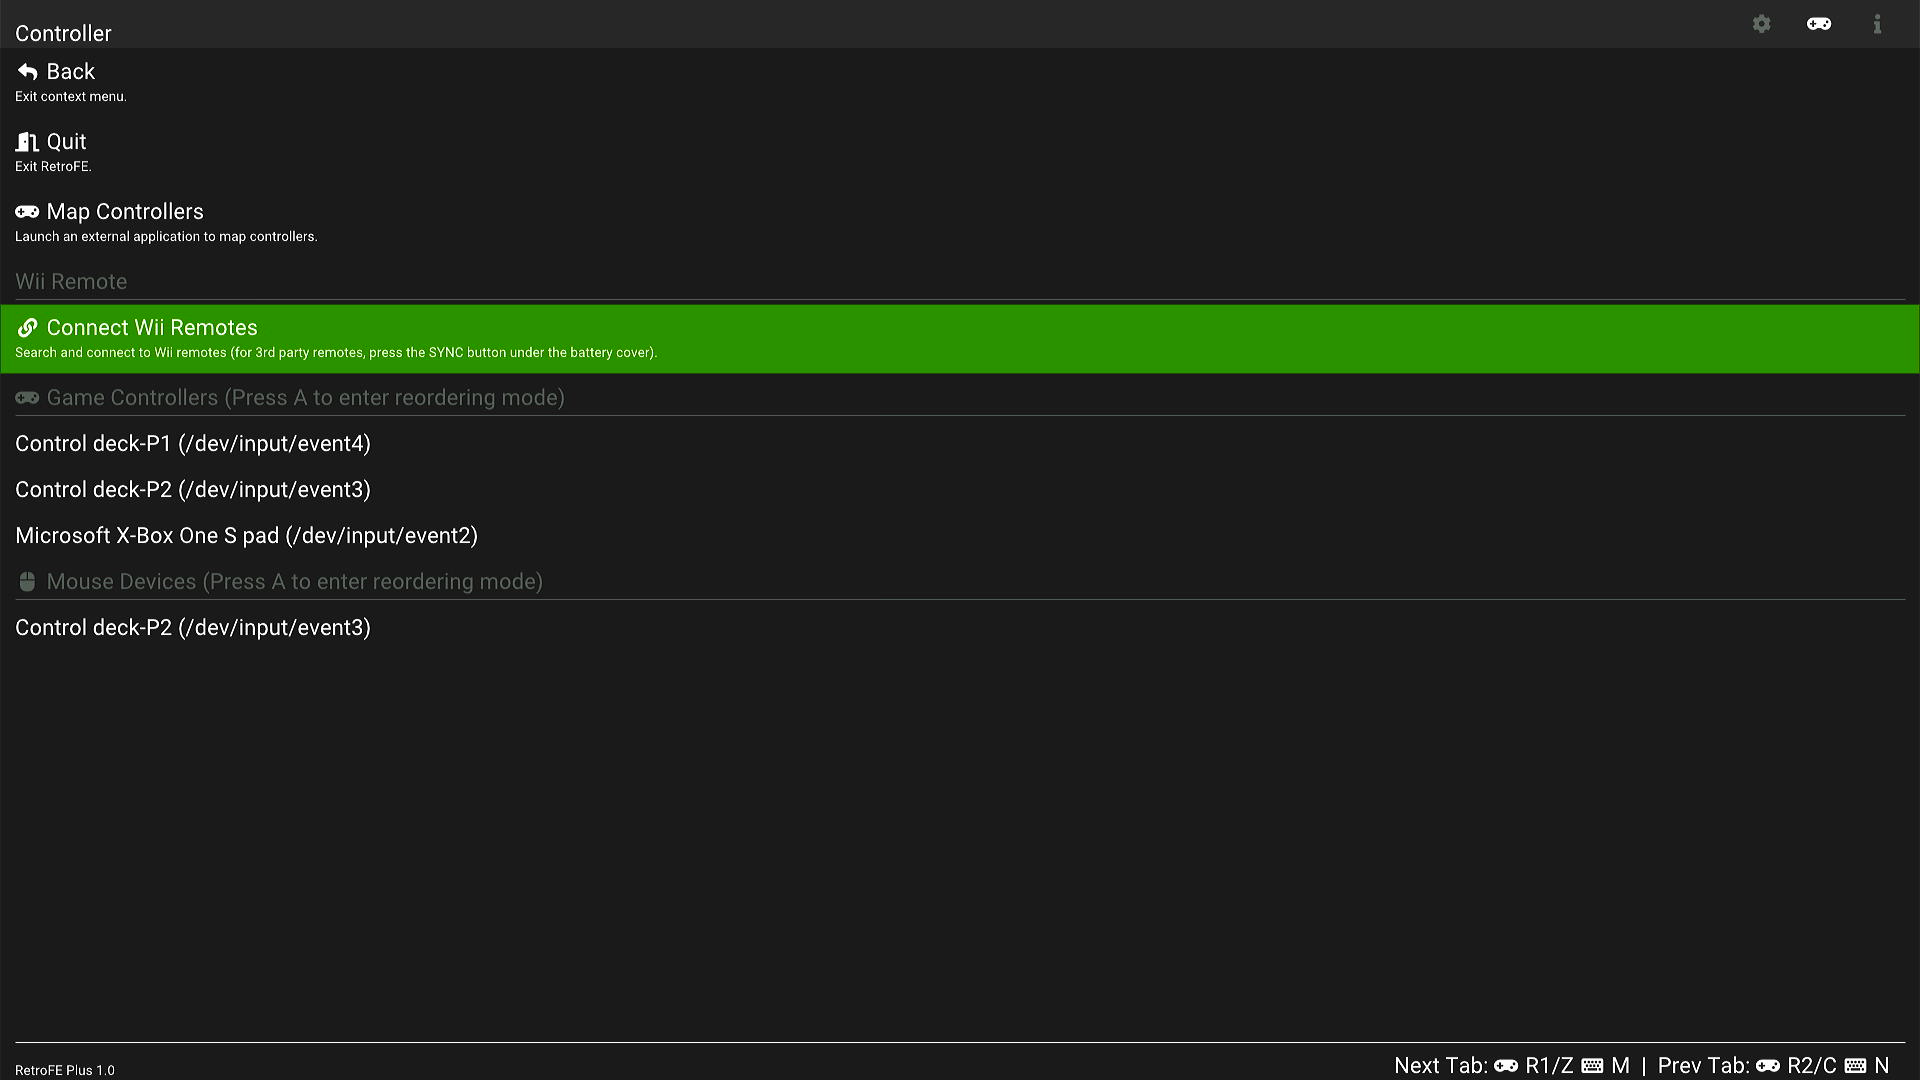 Controller
Back
Exit context menu.
Quit
Exit RetroFE.
Map Controllers
Launch an external application to map controllers.
Wii Remote
Connect Wii Remotes
Search and connect to Wii remotes (for 3rd party remotes, press the SYNC button under the battery cover).
Game Controllers (Press A to enter reordering mode)
Control deck-P1 (/dev/input/event4)
Control deck-P2 (/dev/input/event3)
Microsoft X-Box One S pad (/dev/input/event2)
Mouse Devices (Press A to enter reordering mode)
Control deck-P2 (/dev/input/event3)
RetroFE Plus 1.0
Next Tab: R1/Z M | Prev Tab: R2/C N